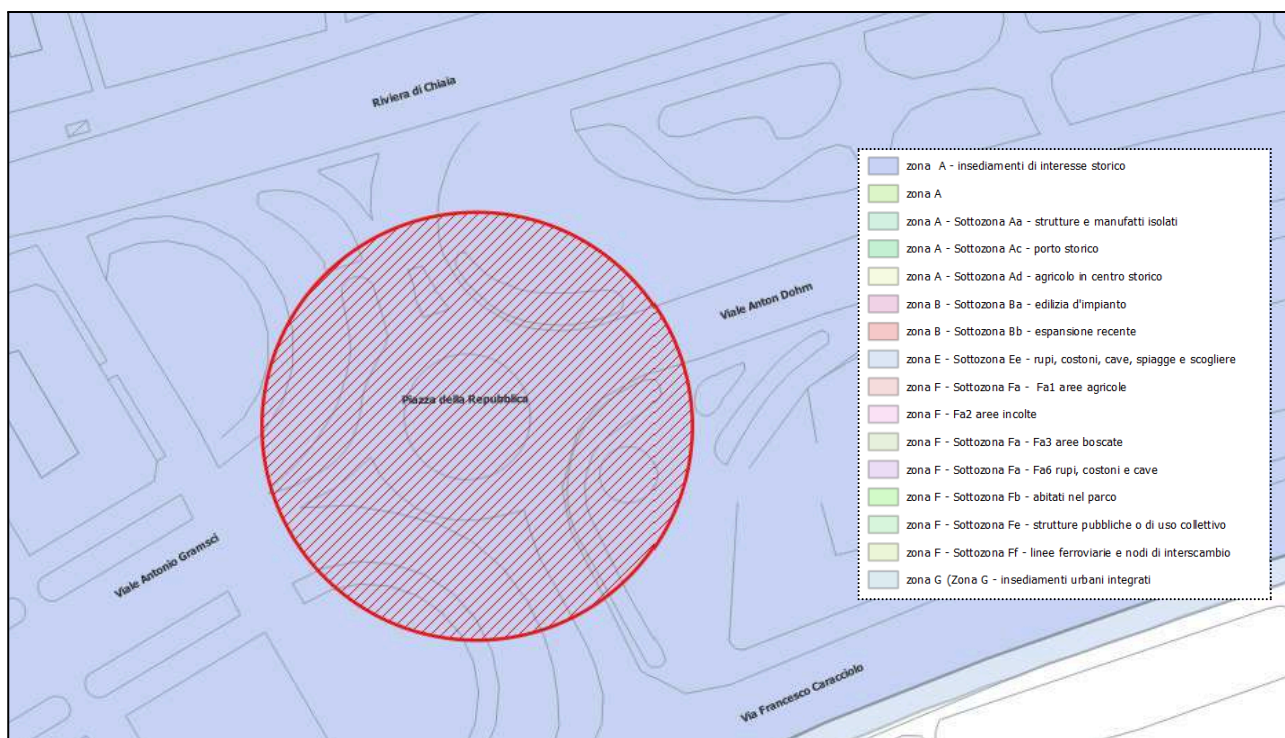 Riviera di Chiaia
zona A - insediamenti di interesse storico
zona A
zona A - Sottozona Aa - strutture e manufatti isolati
zona A - Sottozona Ac - porto storico
zona A - Sottozona Ad - agricolo in centro storico
zona B - Sottozona Ba - edilizia d'impianto
zona B - Sottozona Bb - espansione recente
zona E - Sottozona Ee - rupi, costoni, cave, spiagge e scogliere
zona F - Sottozona Fa - Fa1 aree agricole
zona F - Fa2 aree incolte
zona F - Sottozona Fa - Fa3 aree boscate
zona F - Sottozona Fa - Fa6 rupi, costoni e cave
zona F - Sottozona Fb - abitati nel parco
zona F - Sottozona Fe - strutture pubbliche o di uso collettivo
zona F - Sottozona Ff - linee ferroviarie e nodi di interscambio
zona G (Zona G - insediamenti urbani integrati
Viale Anton Dohrn
Piazza della Repubblica
Viale Antonio Gramsci
Via Francesco Caracciolo